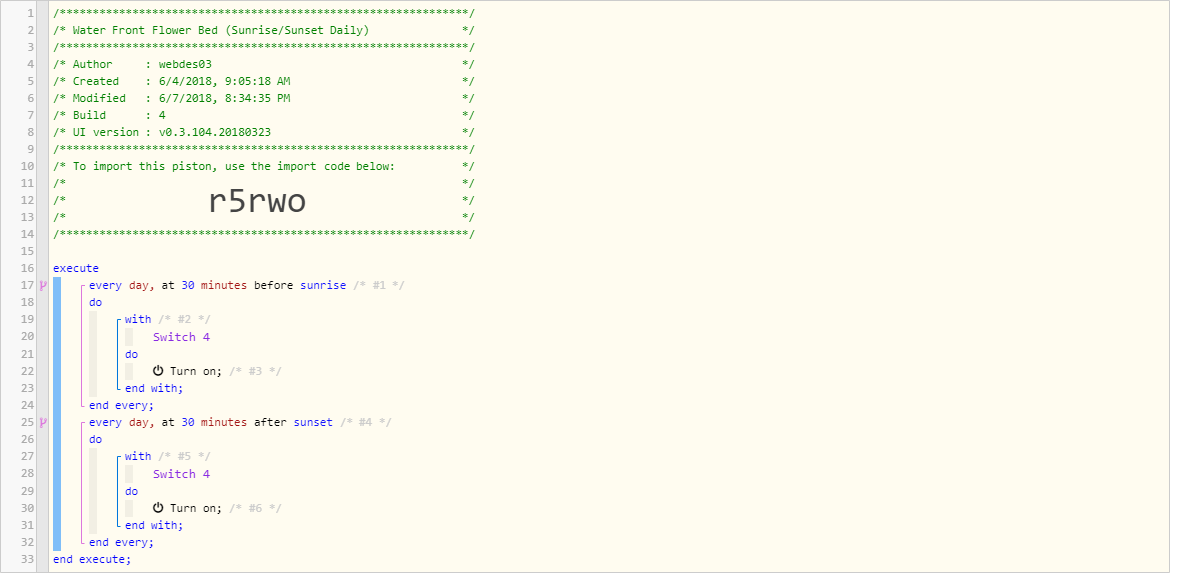 1 /**************************************************************/
2 /* Water Front Flower Bed (Sunrise/Sunset Daily) */
3 /**************************************************************/
4 /* Author : webdes03 */
5 /* Created : 6/4/2018, 9:05:18 AM */
6 /* Modified : 6/7/2018, 8:34:35 PM */
7 /* Build : 4 */
8 /* UI version : v0.3.104.20180323 */
9 /**************************************************************/
10 /* To import this piston, use the import code below: */
11 /* */
12 /* r5rwo */
13 /* */
14 /**************************************************************/
15
16 execute
17 every day, at 30 minutes before sunrise /* #1 */
18 do
19 with /* #2 */
20 Switch 4
21 do
22 Turn on; /* #3 */
23 end with;
24 end every;
25 every day, at 30 minutes after sunset /* #4 */
26 do
27 with /* #5 */
28 Switch 4
29 do
30 Turn on; /* #6 */
31 end with;
32 end every;
33 end execute;